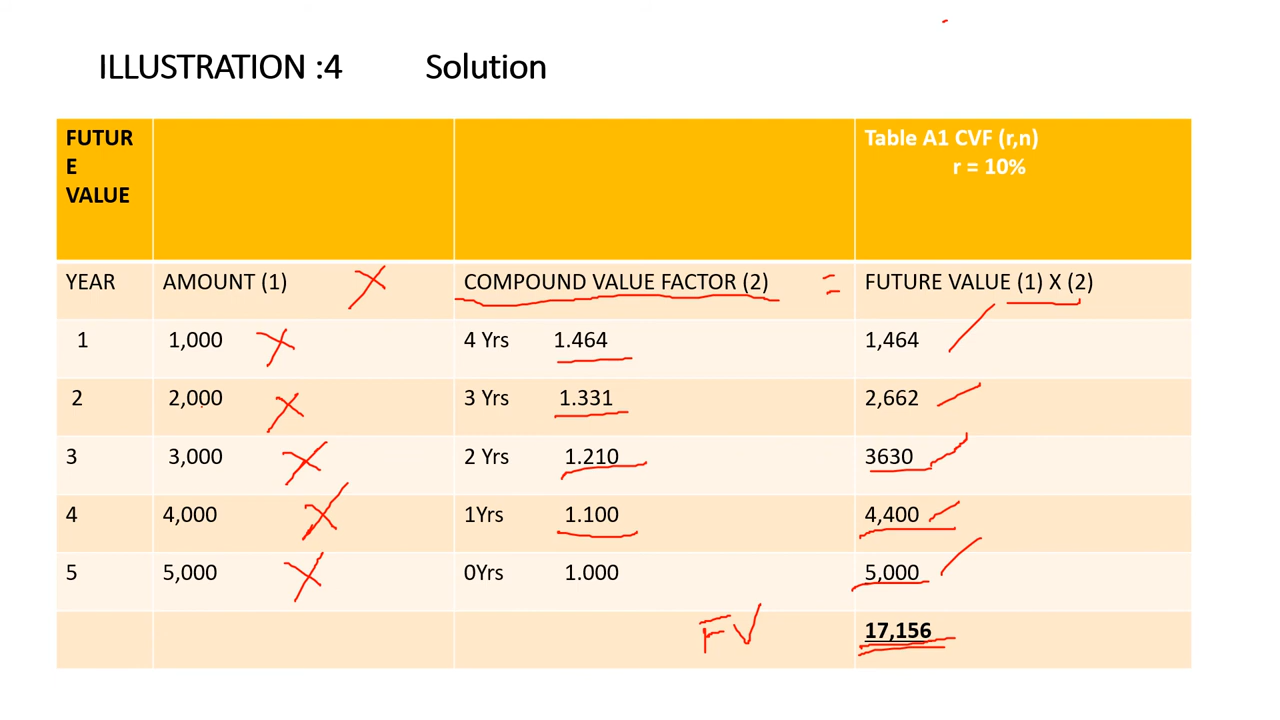 ILLUSTRATION :4 Solution
FUTUR
E
VALUE
Table A1 CVF (r,n)
r = 10%
YEAR AMOUNT (1) X COMPOUND VALUE FACTOR (2) = FUTURE VALUE (1) X (2)
1 1,000 X 4 Yrs 1.464 1,464
2 2,000 X 3 Yrs 1.331 2,662
3 3,000 X 2 Yrs 1.210 3630
4 4,000 X 1Yrs 1.100 4,400
5 5,000 X 0Yrs 1.000 5,000
FV 17,156